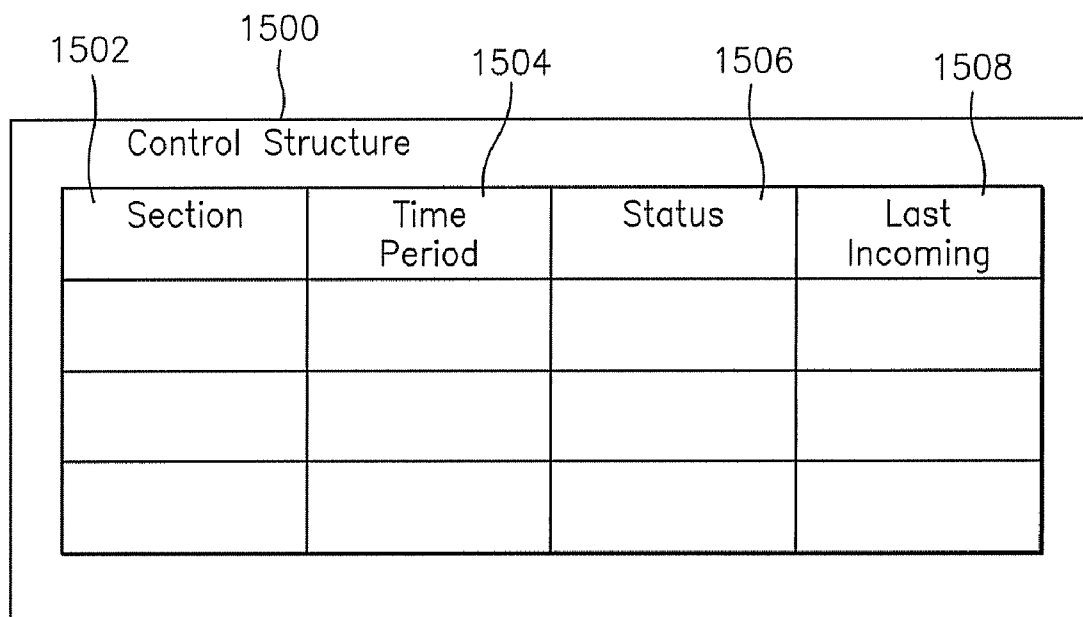 1502
1500
1504
1506
1508
Control Structure
Section
Time
Period
Status
Last
Incoming